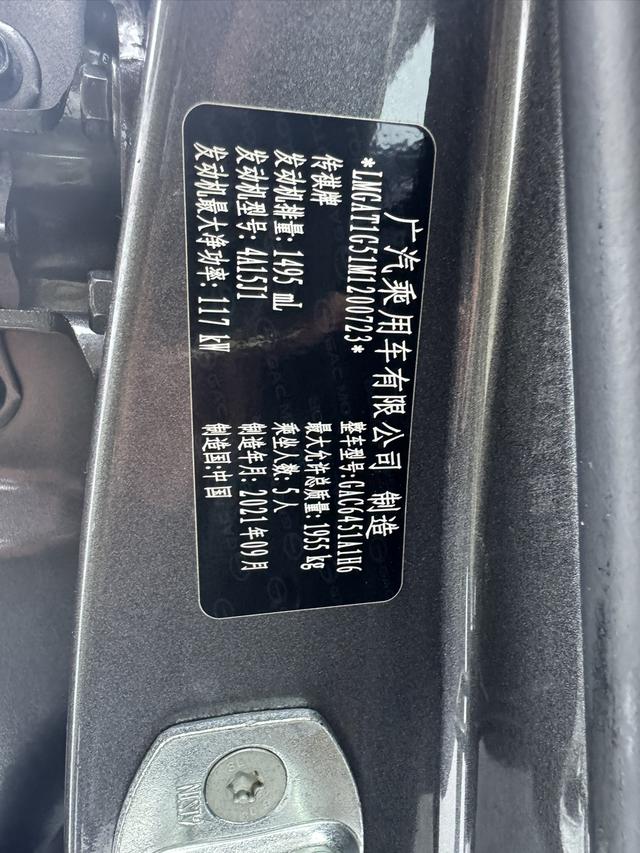 广汽乘用车有限公司 制造
*LMGAT1G51M1200723*
整车型号:GAC6451A1H6
传祺牌
最大允许总质量:1955 kg
发动机排量: 1495 mL
乘坐人数: 5 人
发动机型号: 4A15J1
制造年月: 2021年09月
发动机最大净功率: 117 kW
制造国:中国